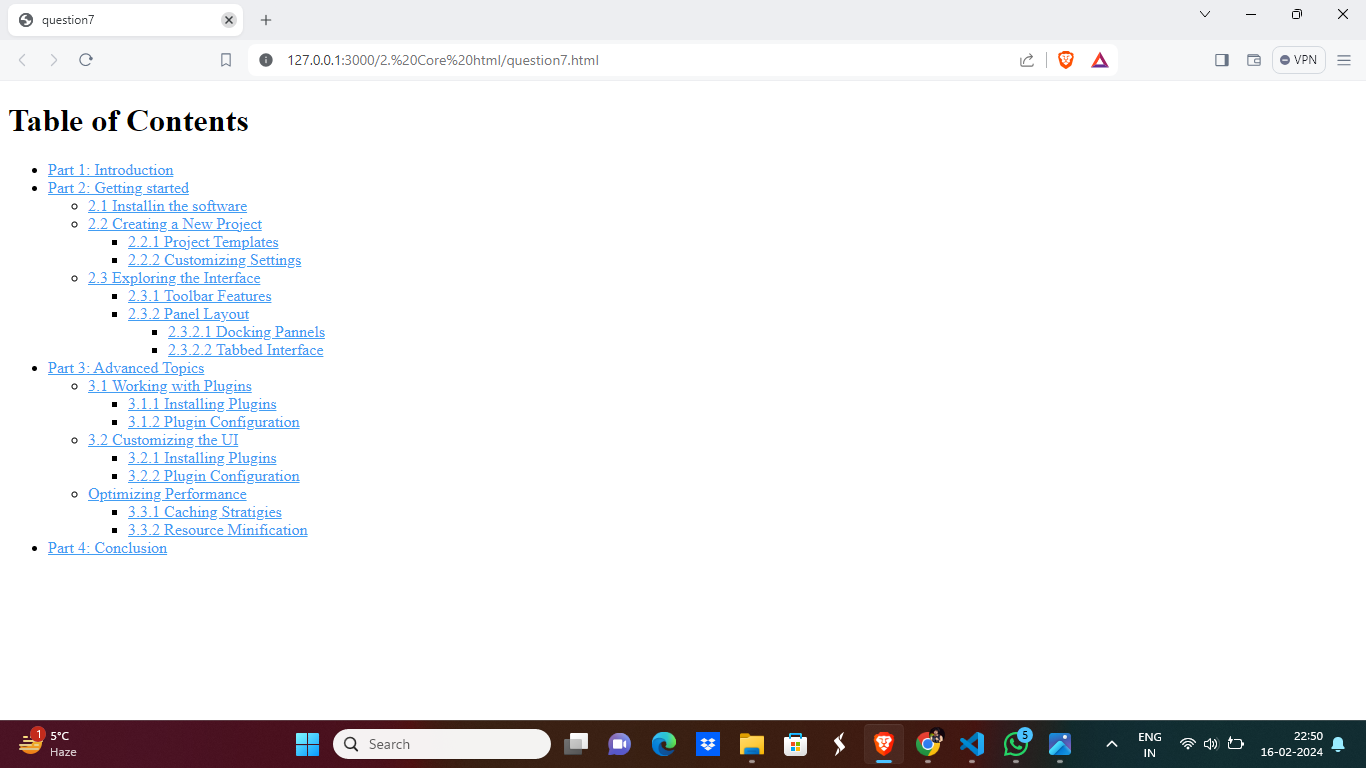 question7
127.0.0.1:3000/2.%20Core%20html/question7.html
VPN
Table of Contents
Part 1: Introduction
Part 2: Getting started
2.1 Installin the software
2.2 Creating a New Project
2.2.1 Project Templates
2.2.2 Customizing Settings
2.3 Exploring the Interface
2.3.1 Toolbar Features
2.3.2 Panel Layout
2.3.2.1 Docking Pannels
2.3.2.2 Tabbed Interface
Part 3: Advanced Topics
3.1 Working with Plugins
3.1.1 Installing Plugins
3.1.2 Plugin Configuration
3.2 Customizing the UI
3.2.1 Installing Plugins
3.2.2 Plugin Configuration
Optimizing Performance
3.3.1 Caching Stratigies
3.3.2 Resource Minification
Part 4: Conclusion
1
5°C
Haze
Search
5
ENG
IN
22:50
16-02-2024